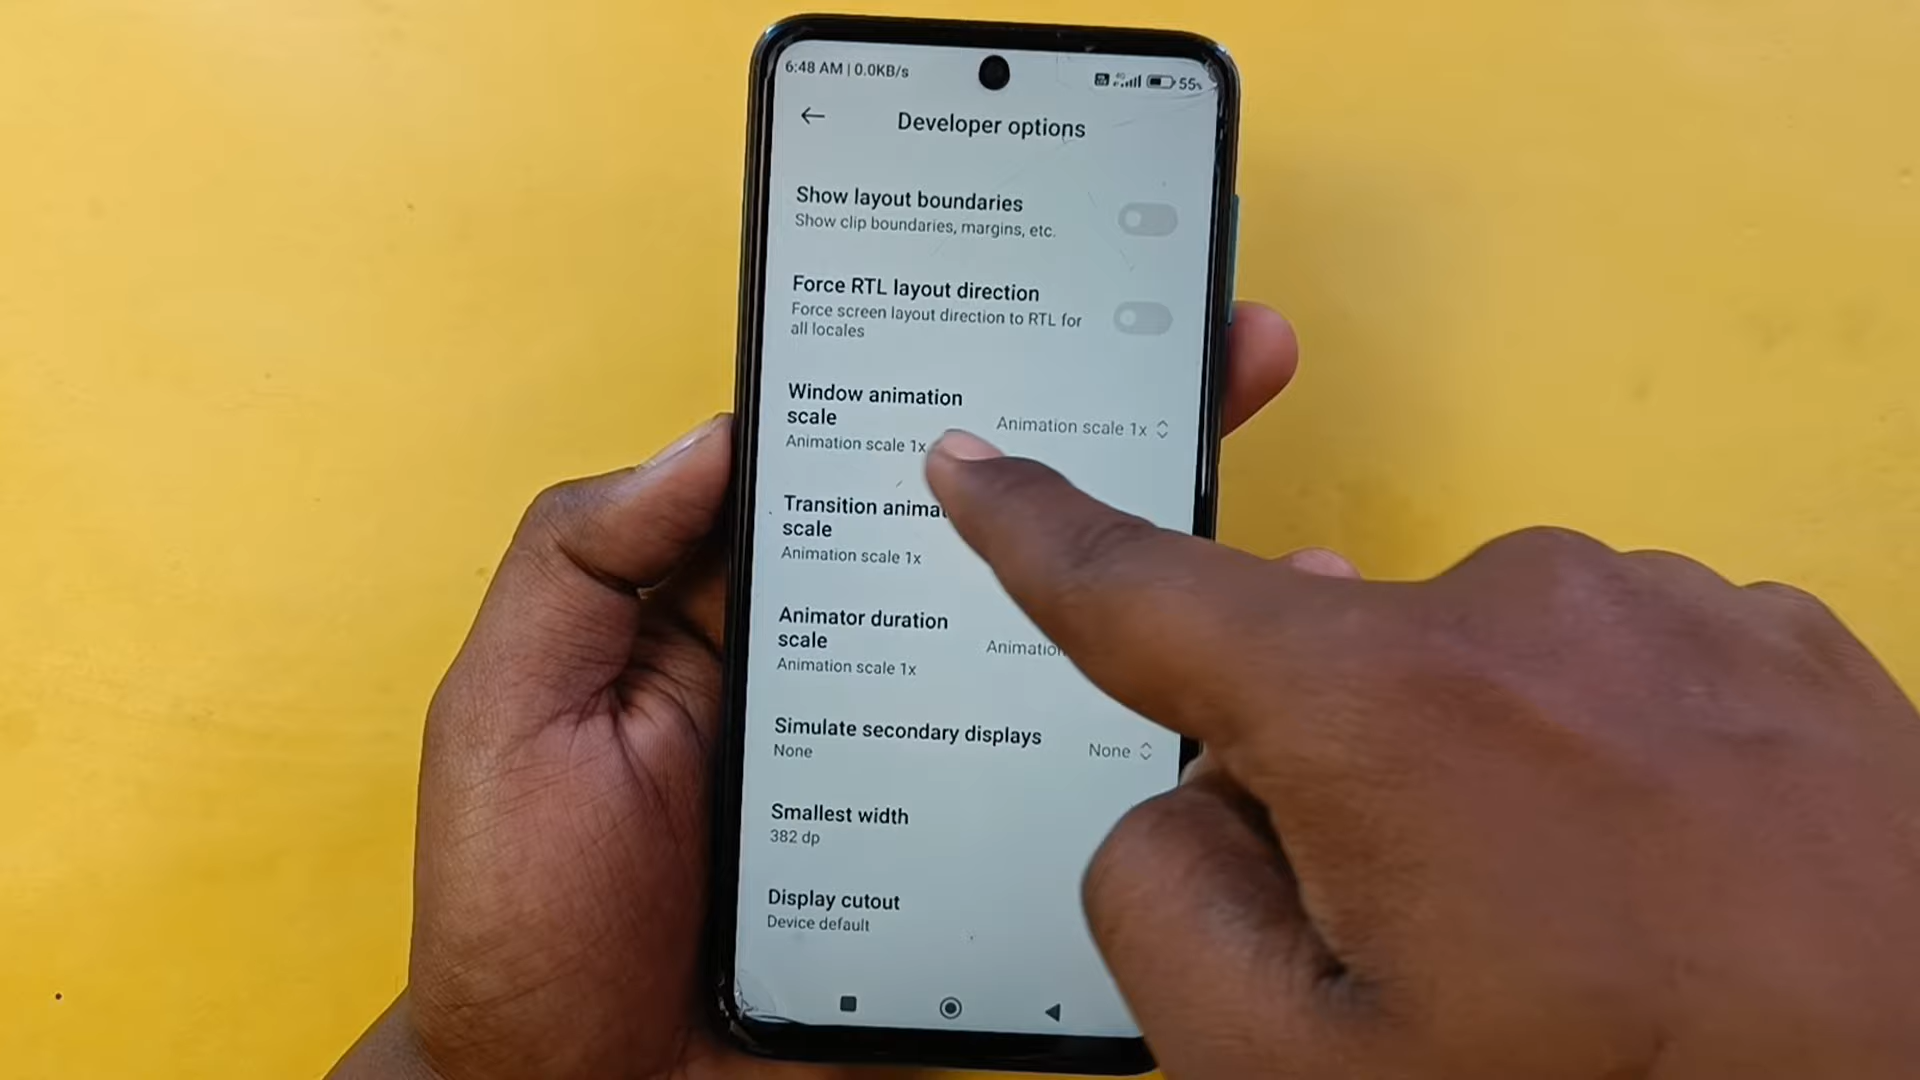 6:48 AM | 0.0KB/s
4G
55%
Developer options
Show layout boundaries
Show clip boundaries, margins, etc.
Force RTL layout direction
Force screen layout direction to RTL for
all locales
Window animation
scale
Animation scale 1x
Animation scale 1x
Transition
scale
Animation scale 1x
Animator duration
scale
Animation scale 1x
Simulate secondary displays
None
None
Smallest width
382 dp
Display cutout
Device default